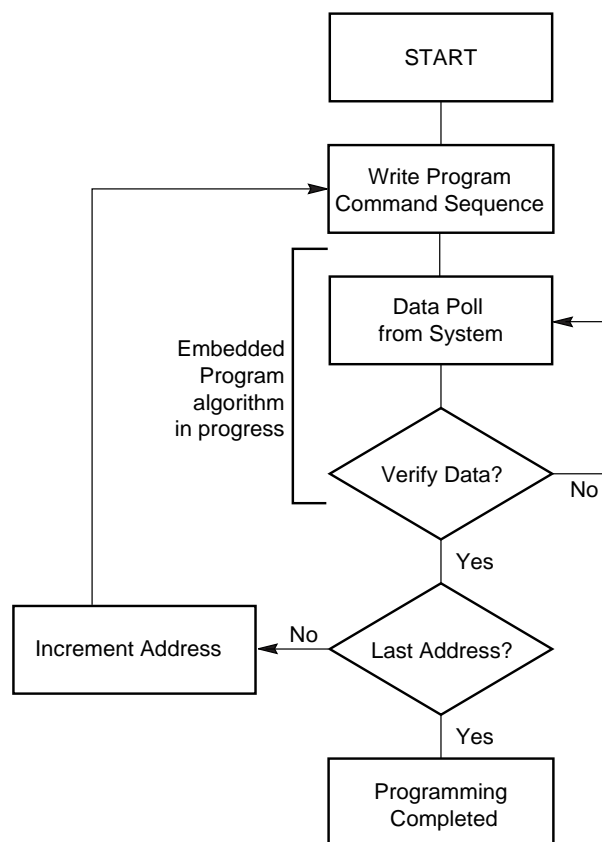 START
Write Program
Command Sequence
Data Poll
from System
Embedded
Program
algorithm
in progress
Verify Data?
No
Yes
Increment Address
No
Last Address?
Yes
Programming
Completed